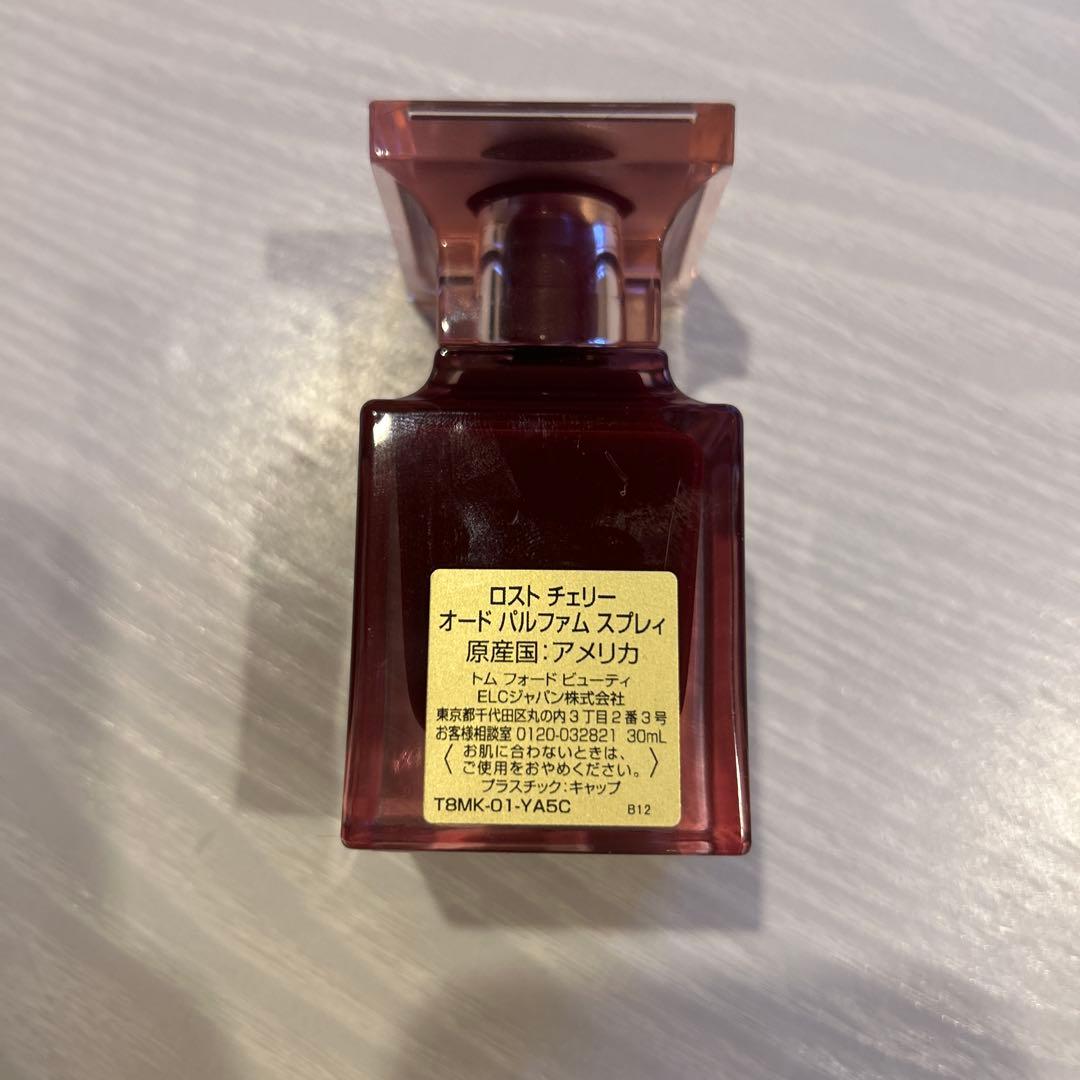 ロスト チェリー
オード パルファム スプレィ
原産国：アメリカ
トム フォード ビューティ
ELCジャパン株式会社
東京都千代田区丸の内3丁目2番3号
お客様相談室 0120-032821 30mL
〈 お肌に合わないときは、
ご使用をおやめください。 〉
プラスチック：キャップ
T8MK-01-YA5C B12